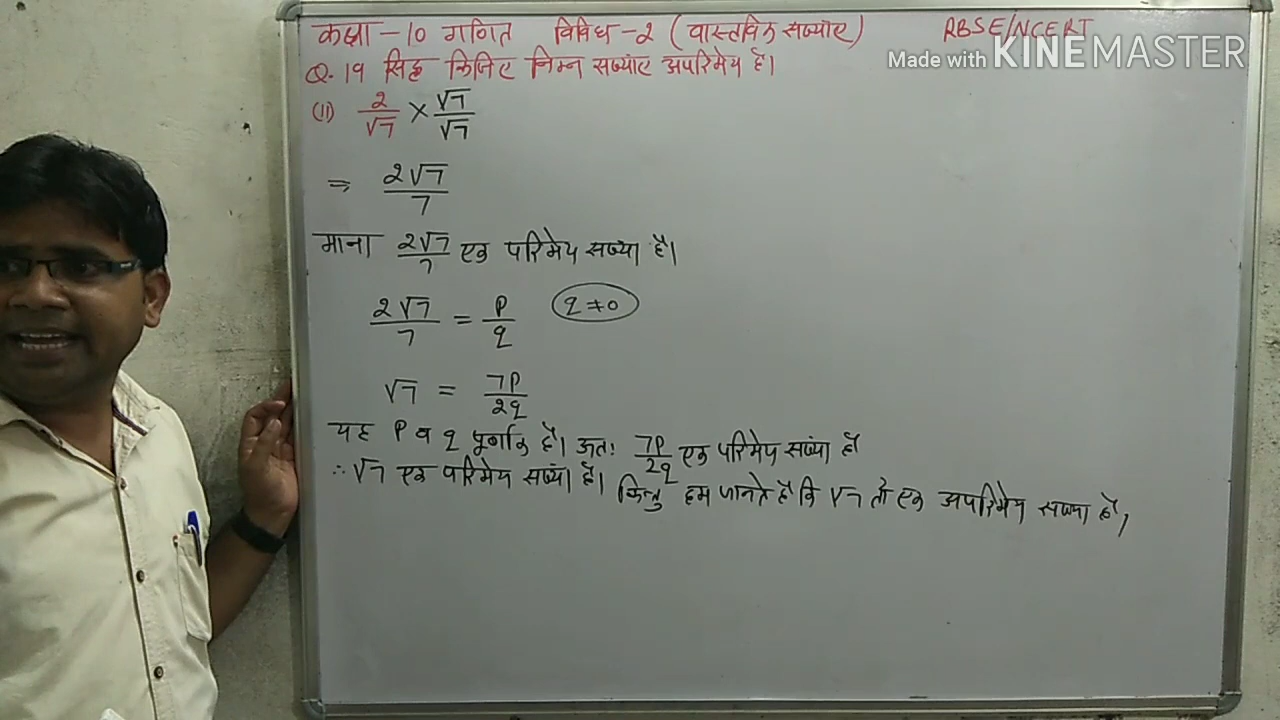 कक्षा - 10 गणित विविध - 2 (वास्तविक संख्याएं) RBSE/NCERT
Made with KINEMASTER
Q. 19 सिद्ध किजिए निम्न संख्याएं अपरिमेय है।
(II) 2/√7 × √7/√7
⇒ 2√7/7
माना 2√7/7 एक परिमेय संख्या है।
2√7/7 = P/q q ≠ 0
√7 = 7P/2q
यह P व q पूर्णांक है। अतः 7P/2q एक परिमेय संख्या है
∴ √7 एक परिमेय संख्या है। किन्तु हम जानते है कि √7 तो एक अपरिमेय संख्या है,